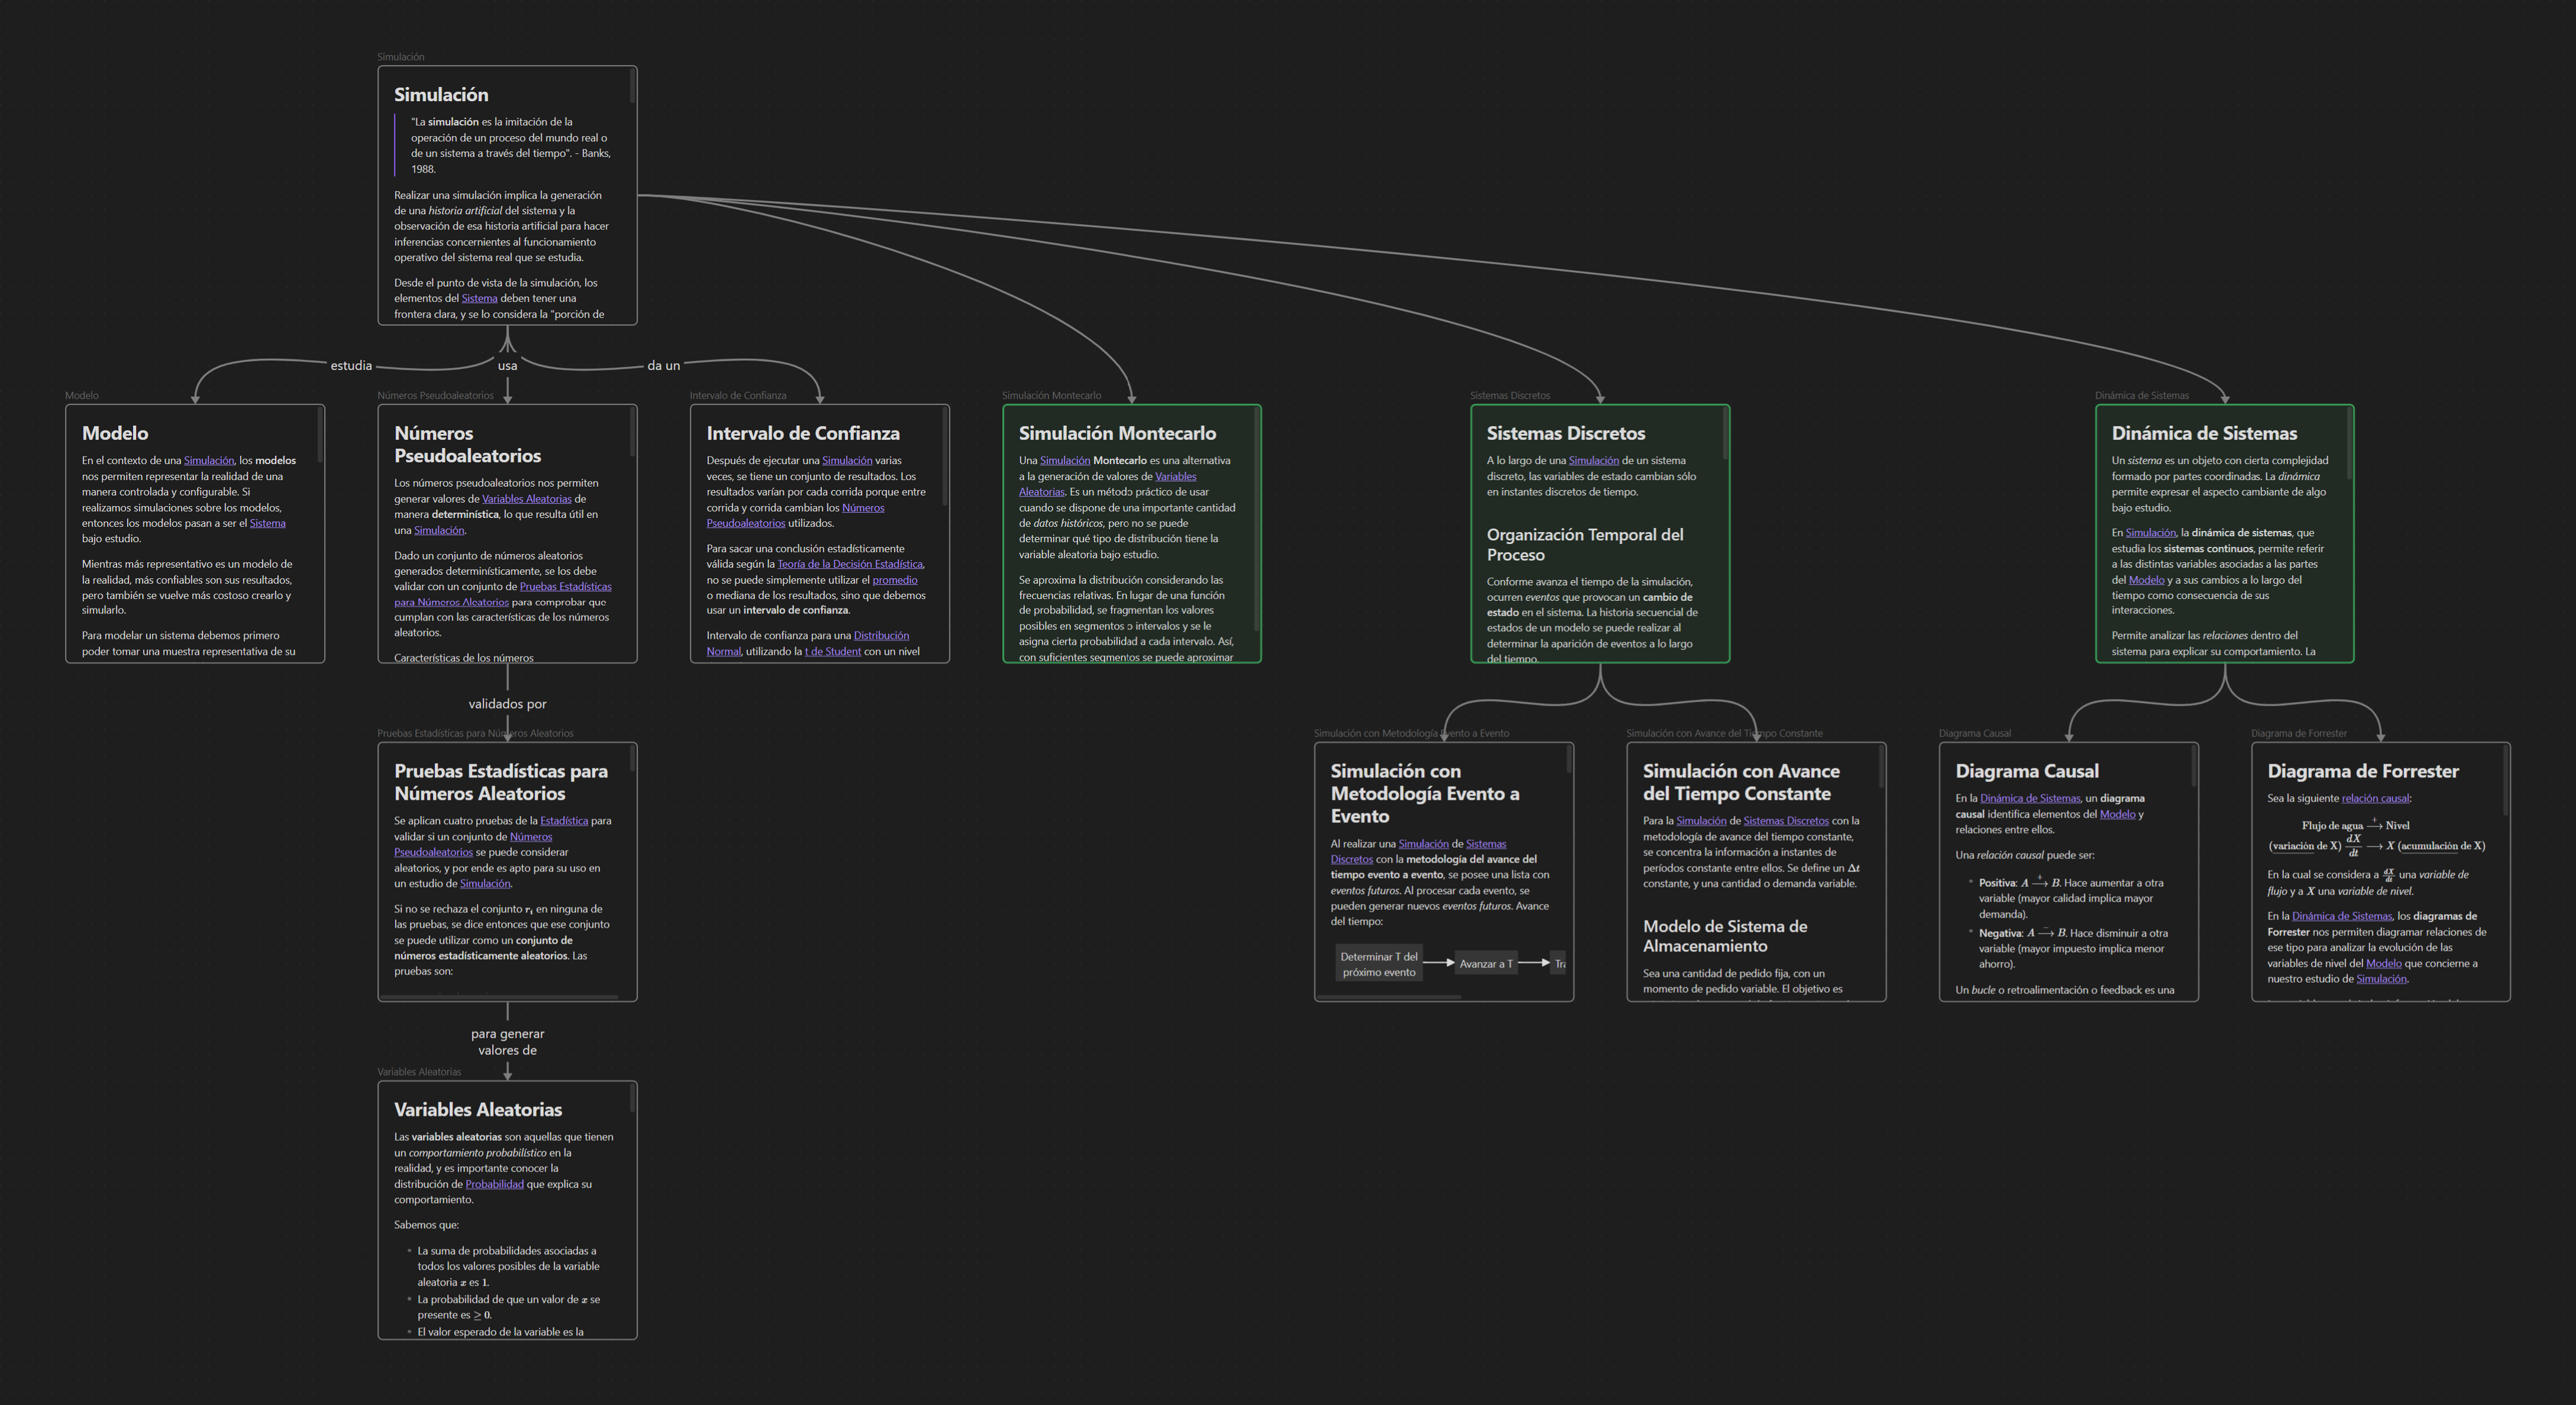 Simulación
Simulación
"La simulación es la imitación de la
operación de un proceso del mundo real o
de un sistema a través del tiempo". - Banks,
1988.
Realizar una simulación implica la generación
de una historia artificial del sistema y la
observación de esa historia artificial para hacer
inferencias concernientes al funcionamiento
operativo del sistema real que se estudia.
Desde el punto de vista de la simulación, los
elementos del Sistema deben tener una
frontera clara, y se lo considera la "porción de
estudia
usa
da un
Modelo
Modelo
En el contexto de una Simulación, los modelos
nos permiten representar la realidad de una
manera controlada y configurable. Si
realizamos simulaciones sobre los modelos,
entonces los modelos pasan a ser el Sistema
bajo estudio.
Mientras más representativo es un modelo de
la realidad, más confiables son sus resultados,
pero también se vuelve más costoso crearlo y
simularlo.
Para modelar un sistema debemos primero
poder tomar una muestra representativa de su
Números Pseudoaleatorios
Números
Pseudoaleatorios
Los números pseudoaleatorios nos permiten
generar valores de Variables Aleatorias de
manera determinística, lo que resulta útil en
una Simulación.
Dado un conjunto de números aleatorios
generados determinísticamente, se los debe
validar con un conjunto de Pruebas Estadísticas
para Números Aleatorios para comprobar que
cumplan con las características de los números
aleatorios.
Características de los números
Intervalo de Confianza
Intervalo de Confianza
Después de ejecutar una Simulación varias
veces, se tiene un conjunto de resultados. Los
resultados varían por cada corrida porque entre
corrida y corrida cambian los Números
Pseudoaleatorios utilizados.
Para sacar una conclusión estadísticamente
válida según la Teoría de la Decisión Estadística,
no se puede simplemente utilizar el promedio
o mediana de los resultados, sino que debemos
usar un intervalo de confianza.
Intervalo de confianza para una Distribución
Normal, utilizando la t de Student con un nivel
Simulación Montecarlo
Simulación Montecarlo
Una Simulación Montecarlo es una alternativa
a la generación de valores de Variables
Aleatorias. Es un método práctico de usar
cuando se dispone de una importante cantidad
de datos históricos, pero no se puede
determinar qué tipo de distribución tiene la
variable aleatoria bajo estudio.
Se aproxima la distribución considerando las
frecuencias relativas. En lugar de una función
de probabilidad, se fragmentan los valores
posibles en segmentos o intervalos y se le
asigna cierta probabilidad a cada intervalo. Así,
con suficientes segmentos se puede aproximar
Sistemas Discretos
Sistemas Discretos
A lo largo de una Simulación de un sistema
discreto, las variables de estado cambian sólo
en instantes discretos de tiempo.
Organización Temporal del
Proceso
Conforme avanza el tiempo de la simulación,
ocurren eventos que provocan un cambio de
estado en el sistema. La historia secuencial de
estados de un modelo se puede realizar al
determinar la aparición de eventos a lo largo
del tiempo.
Dinámica de Sistemas
Dinámica de Sistemas
Un sistema es un objeto con cierta complejidad
formado por partes coordinadas. La dinámica
permite expresar el aspecto cambiante de algo
bajo estudio.
En Simulación, la dinámica de sistemas, que
estudia los sistemas continuos, permite referir
a las distintas variables asociadas a las partes
del Modelo y a sus cambios a lo largo del
tiempo como consecuencia de sus
interacciones.
Permite analizar las relaciones dentro del
sistema para explicar su comportamiento. La
validados por
Pruebas Estadísticas para Números Aleatorios
Pruebas Estadísticas para
Números Aleatorios
Se aplican cuatro pruebas de la Estadística para
validar si un conjunto de Números
Pseudoaleatorios se puede considerar
aleatorios, y por ende es apto para su uso en
un estudio de Simulación.
Si no se rechaza el conjunto rᵢ en ninguna de
las pruebas, se dice entonces que ese conjunto
se puede utilizar como un conjunto de
números estadísticamente aleatorios. Las
pruebas son:
Simulación con Metodología Evento a Evento
Simulación con
Metodología Evento a
Evento
Al realizar una Simulación de Sistemas
Discretos con la metodología del avance del
tiempo evento a evento, se posee una lista con
eventos futuros. Al procesar cada evento, se
pueden generar nuevos eventos futuros. Avance
del tiempo:
Determinar T del
próximo evento
Avanzar a T
Tra
Simulación con Avance del Tiempo Constante
Simulación con Avance
del Tiempo Constante
Para la Simulación de Sistemas Discretos con la
metodología de avance del tiempo constante,
se concentra la información a instantes de
períodos constante entre ellos. Se define un Δt
constante, y una cantidad o demanda variable.
Modelo de Sistema de
Almacenamiento
Sea una cantidad de pedido fija, con un
momento de pedido variable. El objetivo es
Diagrama Causal
Diagrama Causal
En la Dinámica de Sistemas, un diagrama
causal identifica elementos del Modelo y
relaciones entre ellos.
Una relación causal puede ser:
Positiva: A +⟶ B. Hace aumentar a otra
variable (mayor calidad implica mayor
demanda).
Negativa: A −⟶ B. Hace disminuir a otra
variable (mayor impuesto implica menor
ahorro).
Un bucle o retroalimentación o feedback es una
Diagrama de Forrester
Diagrama de Forrester
Sea la siguiente relación causal:
Flujo de agua +⟶ Nivel
(variación de X) dX/dt ⟶ X (acumulación de X)
En la cual se considera a dX/dt una variable de
flujo y a X una variable de nivel.
En la Dinámica de Sistemas, los diagramas de
Forrester nos permiten diagramar relaciones de
ese tipo para analizar la evolución de las
variables de nivel del Modelo que concierne a
nuestro estudio de Simulación.
para generar
valores de
Variables Aleatorias
Variables Aleatorias
Las variables aleatorias son aquellas que tienen
un comportamiento probabilístico en la
realidad, y es importante conocer la
distribución de Probabilidad que explica su
comportamiento.
Sabemos que:
La suma de probabilidades asociadas a
todos los valores posibles de la variable
aleatoria x es 1.
La probabilidad de que un valor de x se
presente es ≥ 0.
El valor esperado de la variable es la